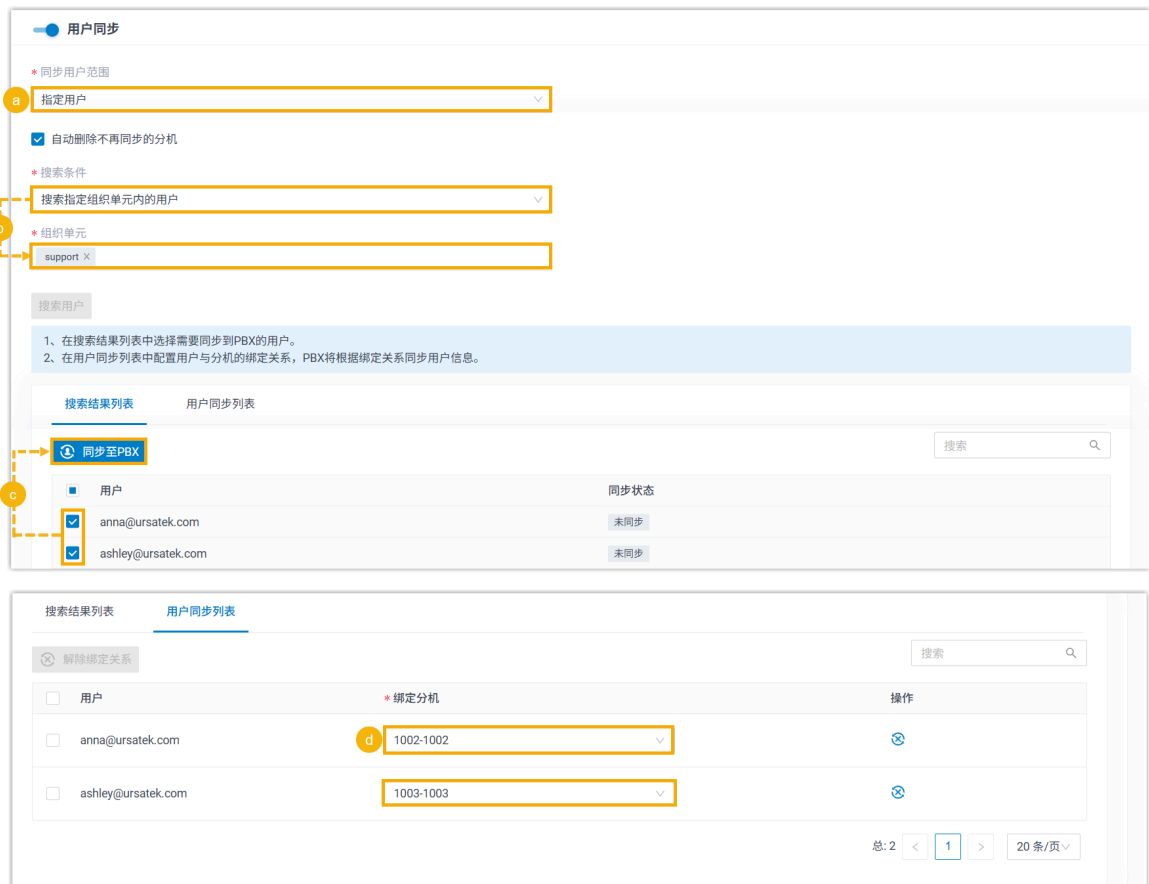 用户同步
* 同步用户范围
a
指定用户
自动删除不再同步的分机
* 搜索条件
搜索指定组织单元内的用户
b
* 组织单元
support X
搜索用户
1、在搜索结果列表中选择需要同步到PBX的用户。
2、在用户同步列表中配置用户与分机的绑定关系，PBX将根据绑定关系同步用户信息。
搜索结果列表 用户同步列表
同步至PBX 搜索
用户 同步状态
c
anna@ursatek.com 未同步
ashley@ursatek.com 未同步
搜索结果列表 用户同步列表
解除绑定关系 搜索
用户 * 绑定分机 操作
anna@ursatek.com d 1002-1002
ashley@ursatek.com 1003-1003
总: 2 < 1 > 20 条/页